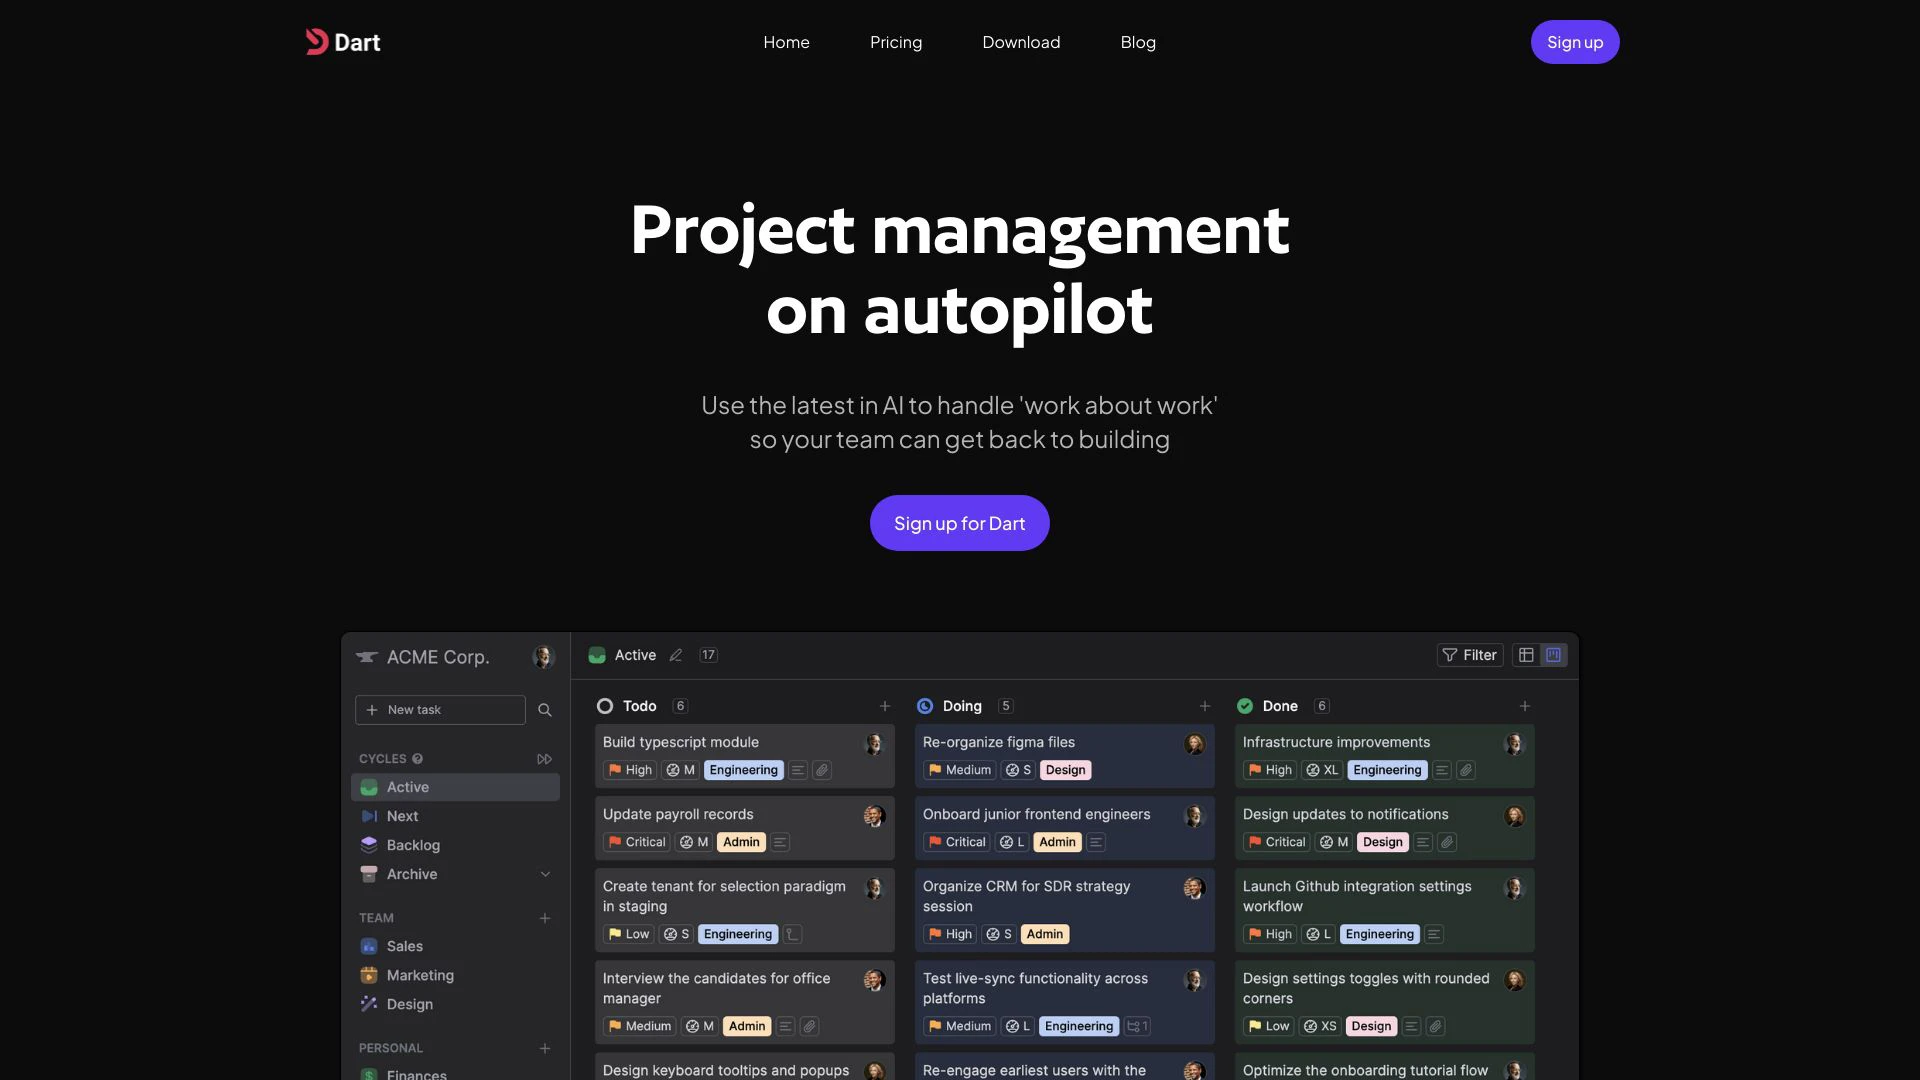 Dart
Home
Pricing
Download
Blog
Sign up
Project management
on autopilot
Use the latest in AI to handle 'work about work'
so your team can get back to building
Sign up for Dart
ACME Corp.
New task
CYCLES
Active
Next
Backlog
Archive
TEAM
Sales
Marketing
Design
PERSONAL
Finances
Active
17
Filter
Todo
6
Build typescript module
High
M
Engineering
Update payroll records
Critical
M
Admin
Create tenant for selection paradigm
in staging
Low
S
Engineering
Interview the candidates for office
manager
Medium
M
Admin
Design keyboard tooltips and popups
Doing
5
Re-organize figma files
Medium
S
Design
Onboard junior frontend engineers
Critical
L
Admin
Organize CRM for SDR strategy
session
High
S
Admin
Test live-sync functionality across
platforms
Medium
L
Engineering
1
Re-engage earliest users with the
Done
6
Infrastructure improvements
High
XL
Engineering
Design updates to notifications
Critical
M
Design
Launch Github integration settings
workflow
High
L
Engineering
Design settings toggles with rounded
corners
Low
XS
Design
Optimize the onboarding tutorial flow